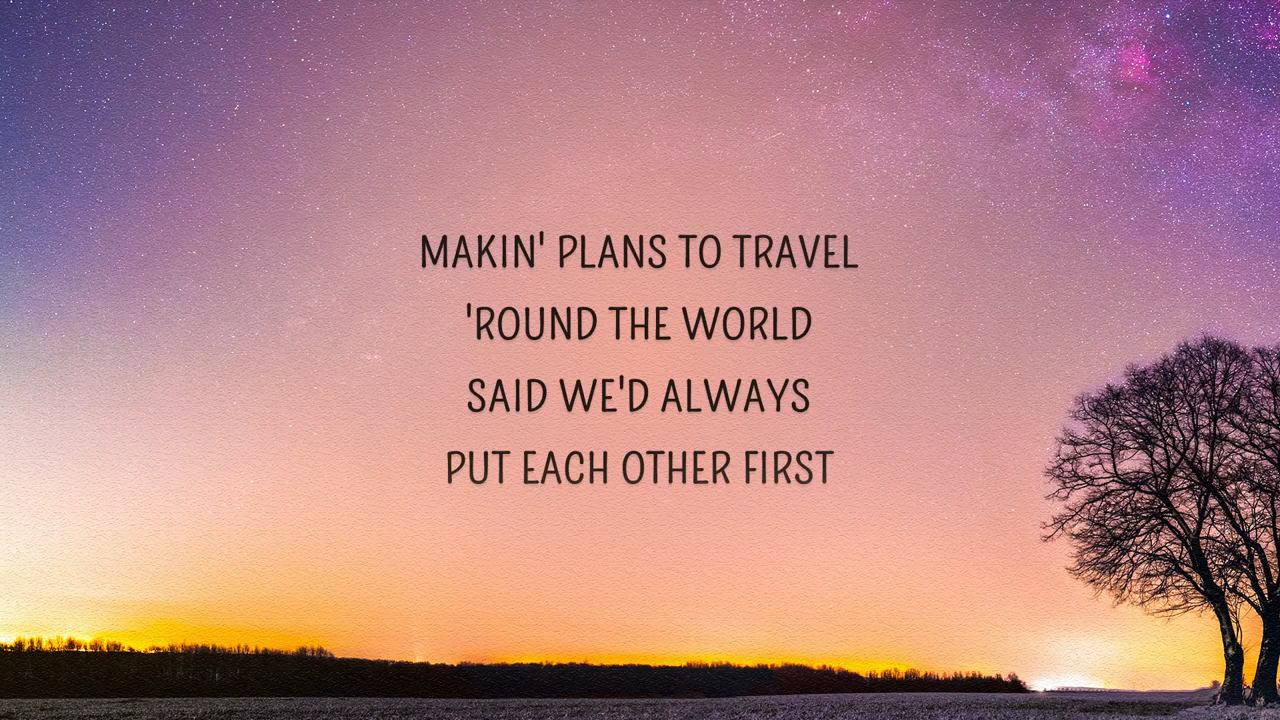 MAKIN' PLANS TO TRAVEL
'ROUND THE WORLD
SAID WE'D ALWAYS
PUT EACH OTHER FIRST